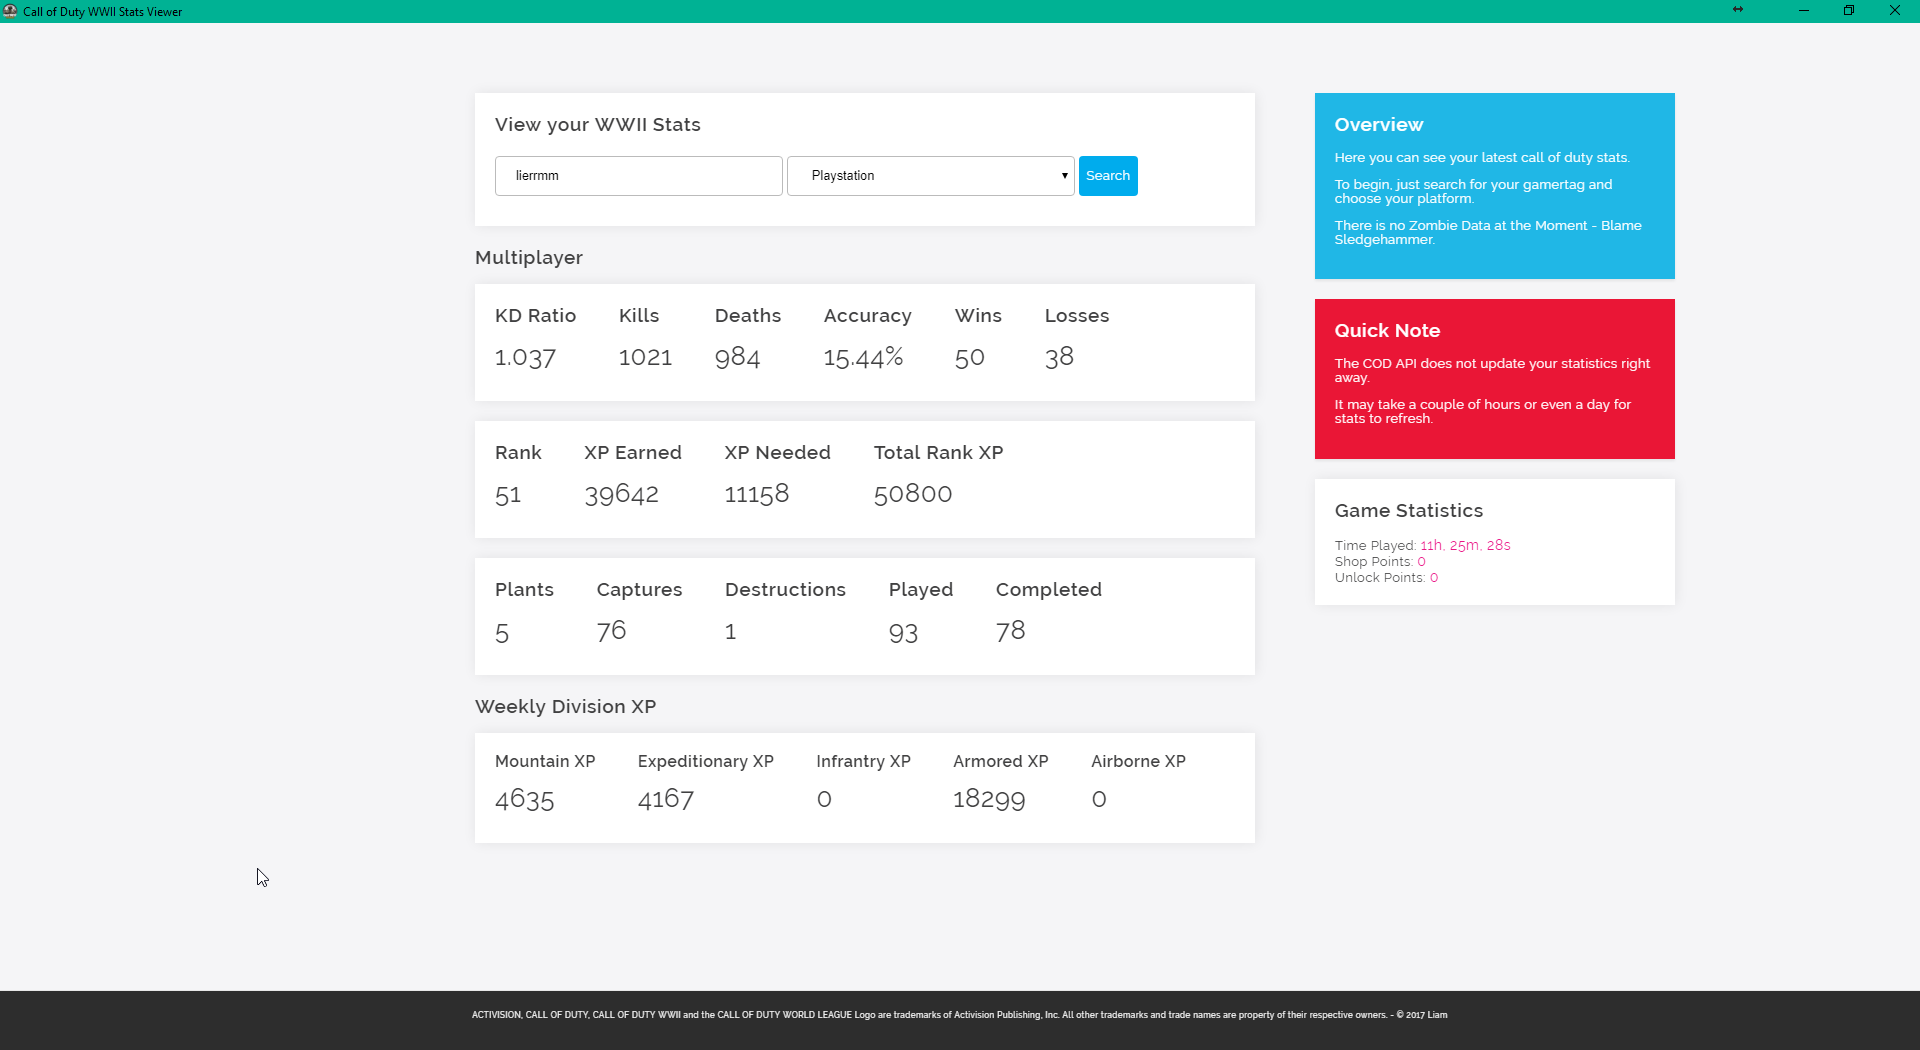 Call of Duty WWII Stats Viewer
View your WWII Stats
lierrmm
Playstation
Search
Multiplayer
KD Ratio Kills Deaths Accuracy Wins Losses
1.037 1021 984 15.44% 50 38
Rank XP Earned XP Needed Total Rank XP
51 39642 11158 50800
Plants Captures Destructions Played Completed
5 76 1 93 78
Weekly Division XP
Mountain XP Expeditionary XP Infrantry XP Armored XP Airborne XP
4635 4167 0 18299 0
Overview
Here you can see your latest call of duty stats.
To begin, just search for your gamertag and
choose your platform.
There is no Zombie Data at the Moment - Blame
Sledgehammer.
Quick Note
The COD API does not update your statistics right
away.
It may take a couple of hours or even a day for
stats to refresh.
Game Statistics
Time Played: 11h, 25m, 28s
Shop Points: 0
Unlock Points: 0
ACTIVISION, CALL OF DUTY, CALL OF DUTY WWII and the CALL OF DUTY WORLD LEAGUE Logo are trademarks of Activision Publishing, Inc. All other trademarks and trade names are property of their respective owners. - © 2017 Liam